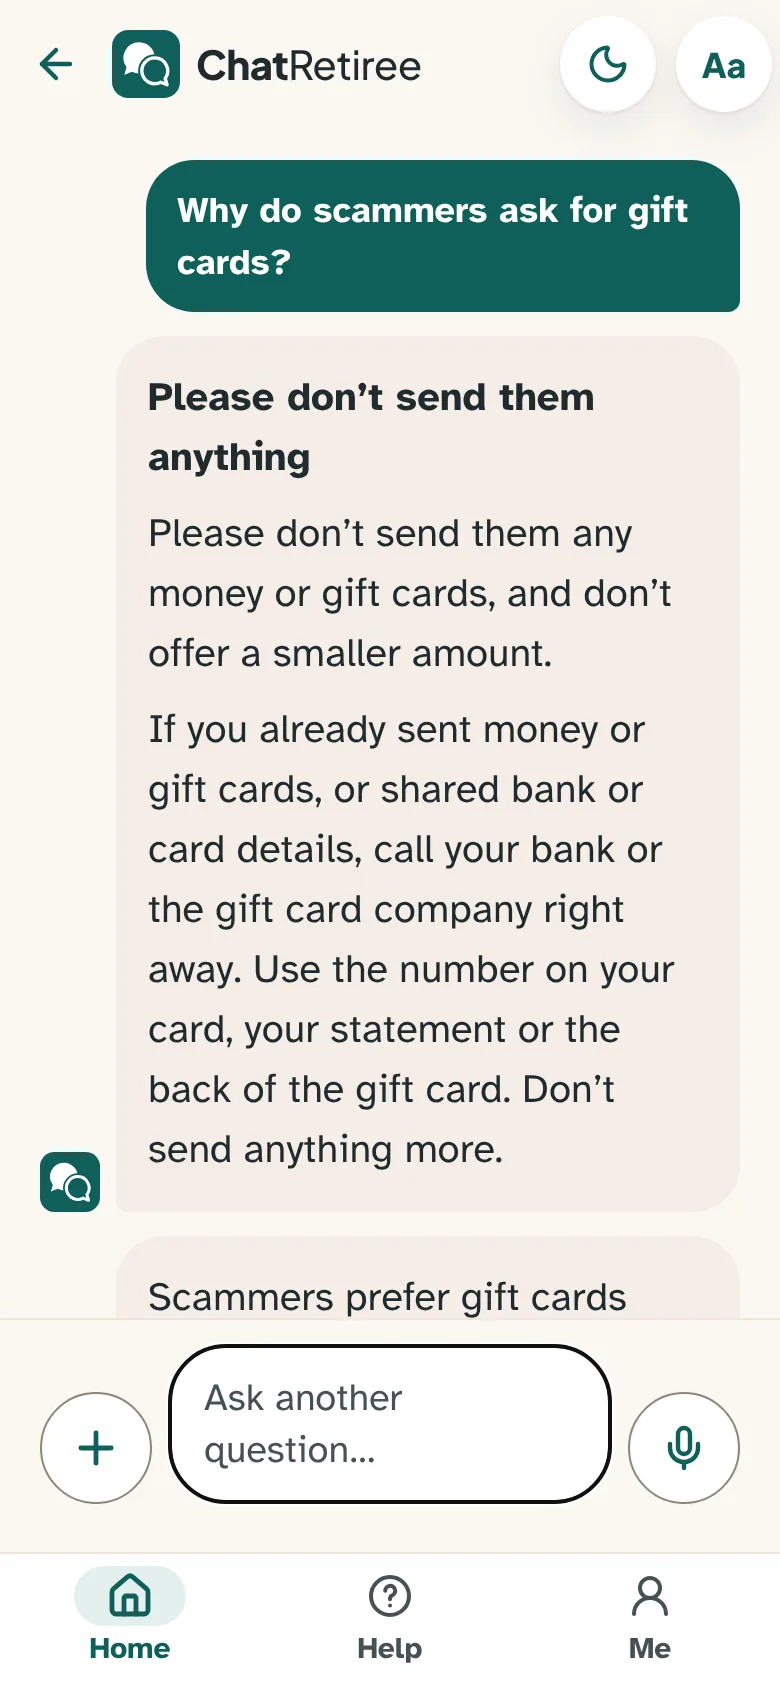 ChatRetiree
Aa
Why do scammers ask for gift
cards?
Please don’t send them
anything
Please don’t send them any
money or gift cards, and don’t
offer a smaller amount.
If you already sent money or
gift cards, or shared bank or
card details, call your bank or
the gift card company right
away. Use the number on your
card, your statement or the
back of the gift card. Don’t
send anything more.
Scammers prefer gift cards
Ask another
question...
Home
Help
Me